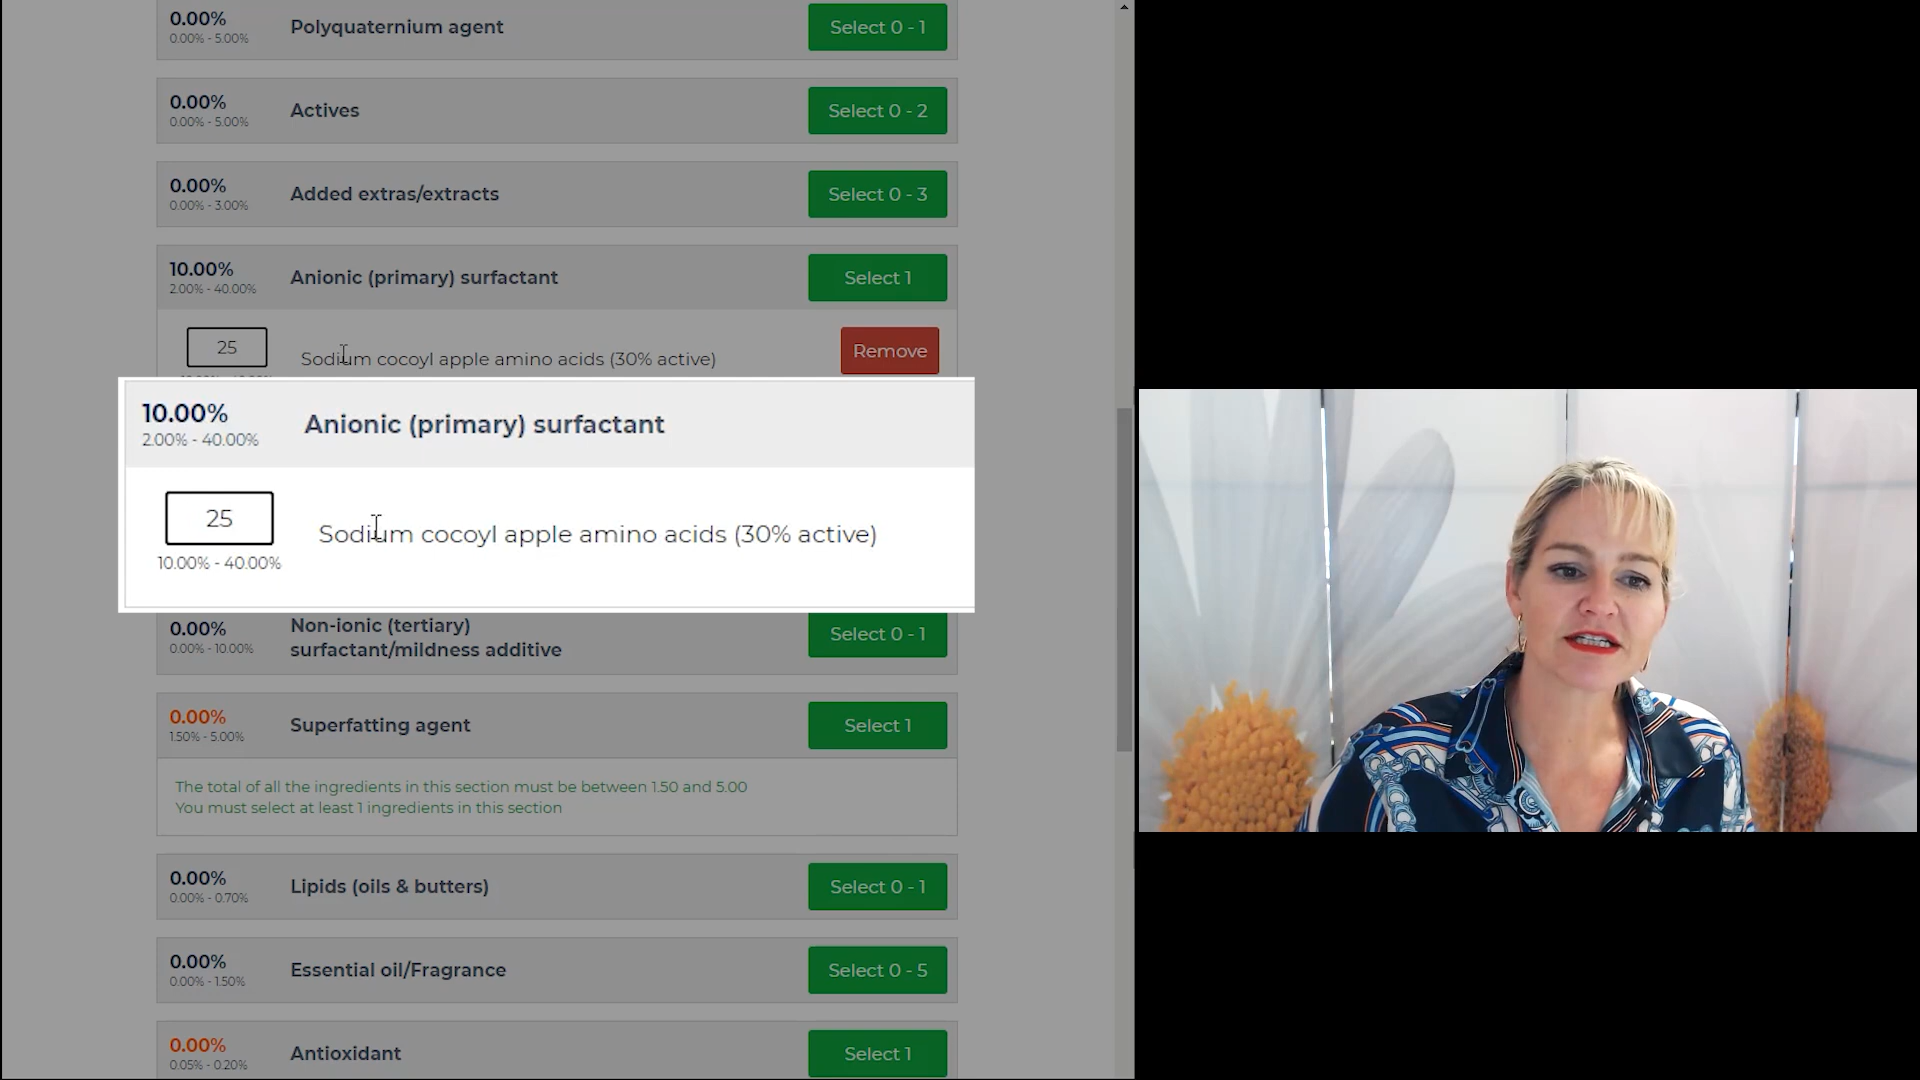 0.00%
0.00% - 5.00%
Polyquaternium agent
Select 0 - 1
0.00%
0.00% - 5.00%
Actives
Select 0 - 2
0.00%
0.00% - 3.00%
Added extras/extracts
Select 0 - 3
10.00%
2.00% - 40.00%
Anionic (primary) surfactant
Select 1
25
Sodium cocoyl apple amino acids (30% active)
Remove
10.00%
2.00% - 40.00%
Anionic (primary) surfactant
25
10.00% - 40.00%
Sodium cocoyl apple amino acids (30% active)
0.00%
0.00% - 10.00%
Non-ionic (tertiary)
surfactant/mildness additive
Select 0 - 1
0.00%
1.50% - 5.00%
Superfatting agent
Select 1
The total of all the ingredients in this section must be between 1.50 and 5.00
You must select at least 1 ingredients in this section
0.00%
0.00% - 0.70%
Lipids (oils & butters)
Select 0 - 1
0.00%
0.00% - 1.50%
Essential oil/Fragrance
Select 0 - 5
0.00%
0.05% - 0.20%
Antioxidant
Select 1